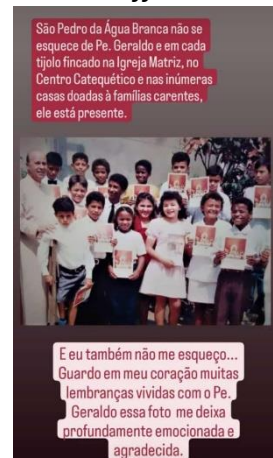 São Pedro da Água Branca não se
esquece de Pe. Geraldo e em cada
tijolo fincado na Igreja Matriz, no
Centro Catequético e nas inúmeras
casas doadas à famílias carentes,
ele está presente.
E eu também não me esqueço...
Guardo em meu coração muitas
lembranças vividas com o Pe.
Geraldo essa foto me deixa
profundamente emocionada e
agradecida.